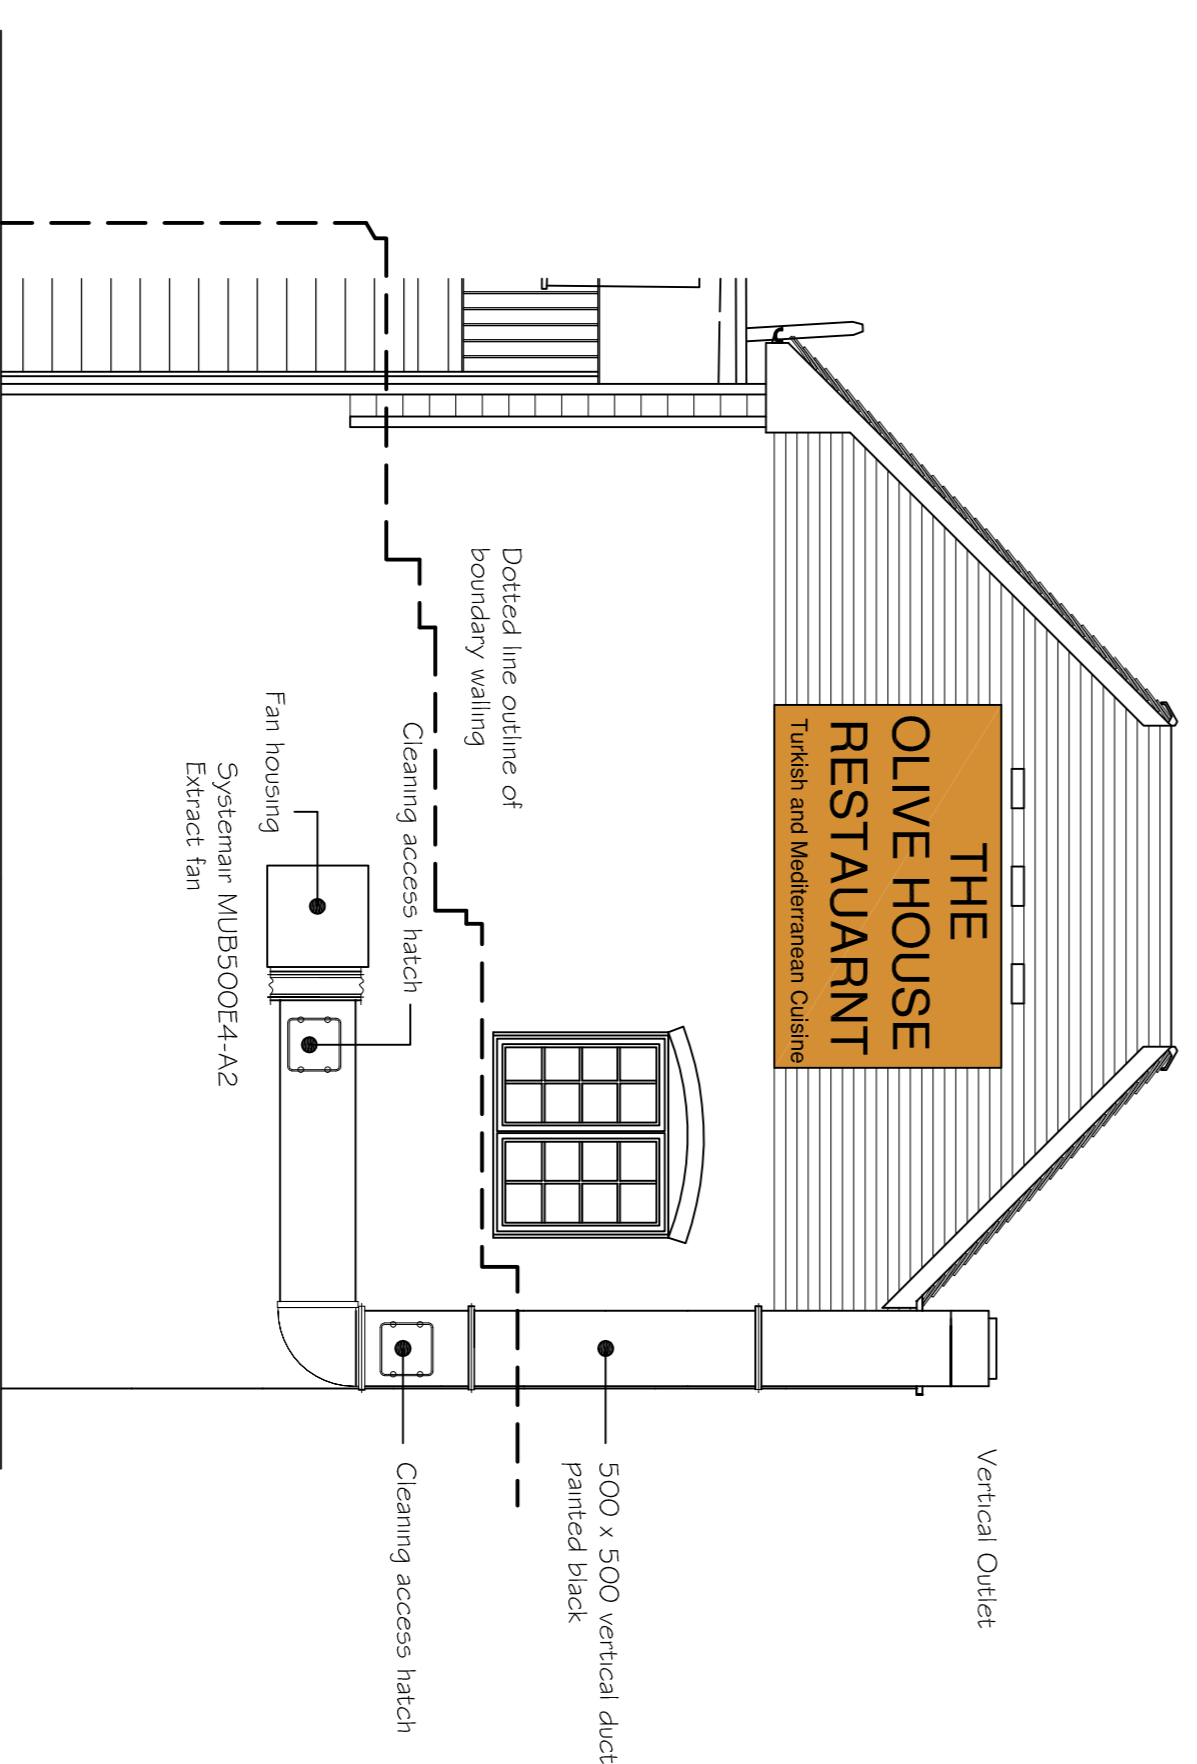 THE
OLIVE HOUSE
RESTAUARNT
Turkish and Mediterranean Cuisine
Vertical Outlet
Dotted line outline of
boundary walling
500 x 500 vertical duct
painted black
Cleaning access hatch
Cleaning access hatch
Fan housing
Systemair MUB500E4-A2
Extract fan